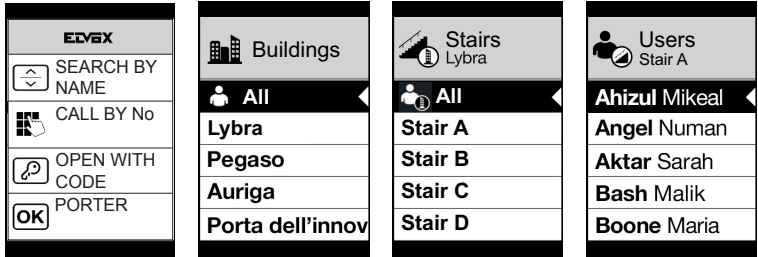 ELVOX
SEARCH BY
NAME
CALL BY No
OPEN WITH
CODE
OK PORTER
Buildings
All
Lybra
Pegaso
Auriga
Porta dell'innov
Stairs
Lybra
All
Stair A
Stair B
Stair C
Stair D
Users
Stair A
Ahizul Mikeal
Angel Numan
Aktar Sarah
Bash Malik
Boone Maria